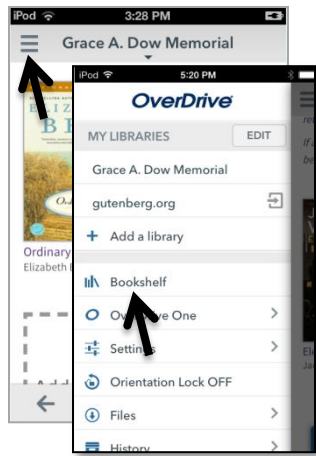 iPod 3:28 PM
Grace A. Dow Memorial
Ordinary
Elizabeth
iPod 5:20 PM
OverDrive
MY LIBRARIES EDIT
Grace A. Dow Memorial
gutenberg.org
+ Add a library
Bookshelf
One
Settings
Orientation Lock OFF
Files
History